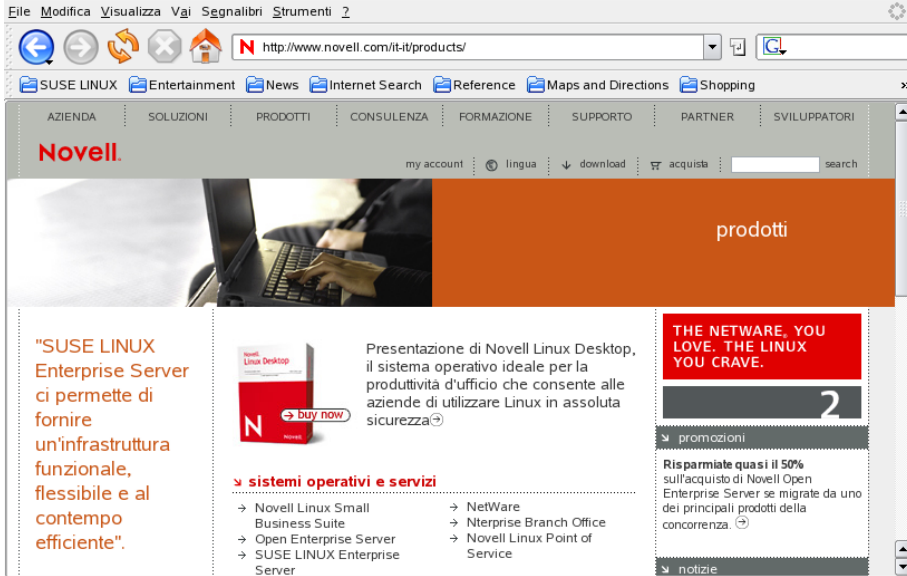 File Modifica Visualizza Vai Segnalibri Strumenti ?
http://www.novell.com/it-it/products/
G
SUSE LINUX Entertainment News Internet Search Reference Maps and Directions Shopping »
AZIENDA SOLUZIONI PRODOTTI CONSULENZA FORMAZIONE SUPPORTO PARTNER SVILUPPATORI
Novell.
my account lingua download acquista search
prodotti
"SUSE LINUX
Enterprise Server
ci permette di
fornire
un'infrastruttura
funzionale,
flessibile e al
contempo
efficiente".
Novell.
Linux Desktop
buy now
N
Novell.
Presentazione di Novell Linux Desktop,
il sistema operativo ideale per la
produttività d'ufficio che consente alle
aziende di utilizzare Linux in assoluta
sicurezza
sistemi operativi e servizi
Novell Linux Small
Business Suite
Open Enterprise Server
SUSE LINUX Enterprise
Server
NetWare
Nterprise Branch Office
Novell Linux Point of
Service
THE NETWARE® YOU
LOVE. THE LINUX
YOU CRAVE.
2
promozioni
Risparmiate quasi il 50%
sull'acquisto di Novell Open
Enterprise Server se migrate da uno
dei principali prodotti della
concorrenza.
notizie